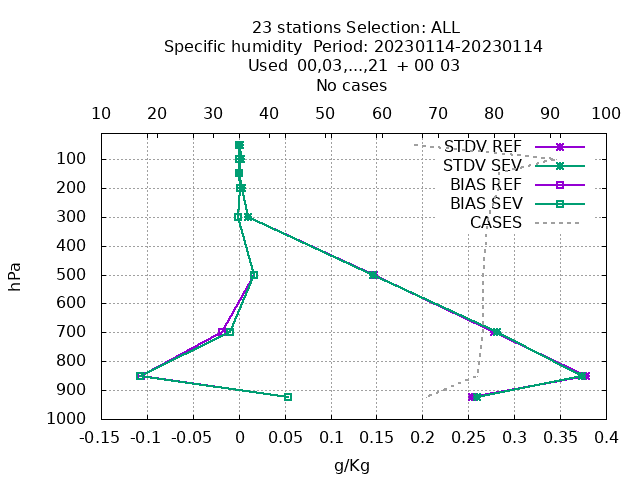 23 stations Selection: ALL
Specific humidity  Period: 20230114-20230114
Used  00,03,...,21  + 00 03
No cases
10 20 30 40 50 60 70 80 90 100
STDV REF
STDV SEV
BIAS REF
BIAS SEV
CASES
100
200
300
400
500
600
700
800
900
1000
hPa
-0.15 -0.1 -0.05 0 0.05 0.1 0.15 0.2 0.25 0.3 0.35 0.4
g/Kg